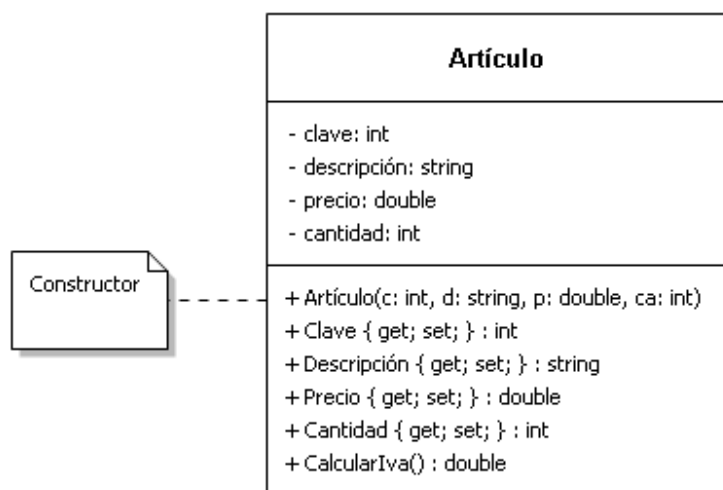 Artículo
- clave: int
- descripción: string
- precio: double
- cantidad: int
Constructor
+ Artículo(c: int, d: string, p: double, ca: int)
+ Clave { get; set; } : int
+ Descripción { get; set; } : string
+ Precio { get; set; } : double
+ Cantidad { get; set; } : int
+ CalcularIva() : double